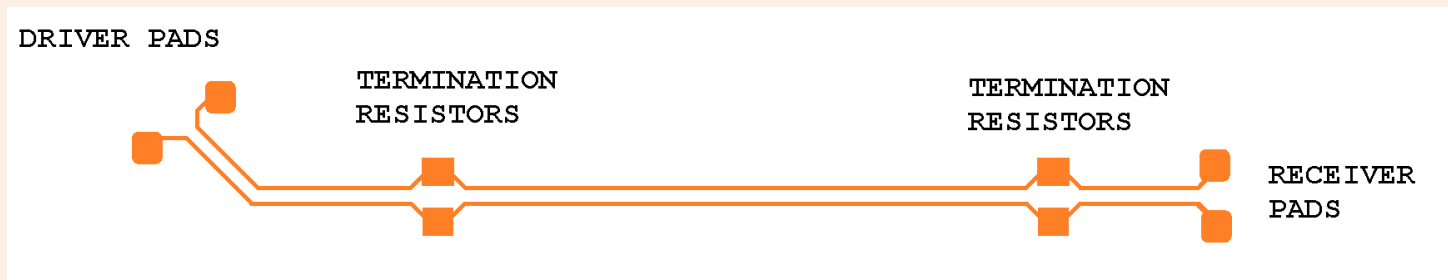 DRIVER PADS
TERMINATION
RESISTORS
TERMINATION
RESISTORS
RECEIVER
PADS